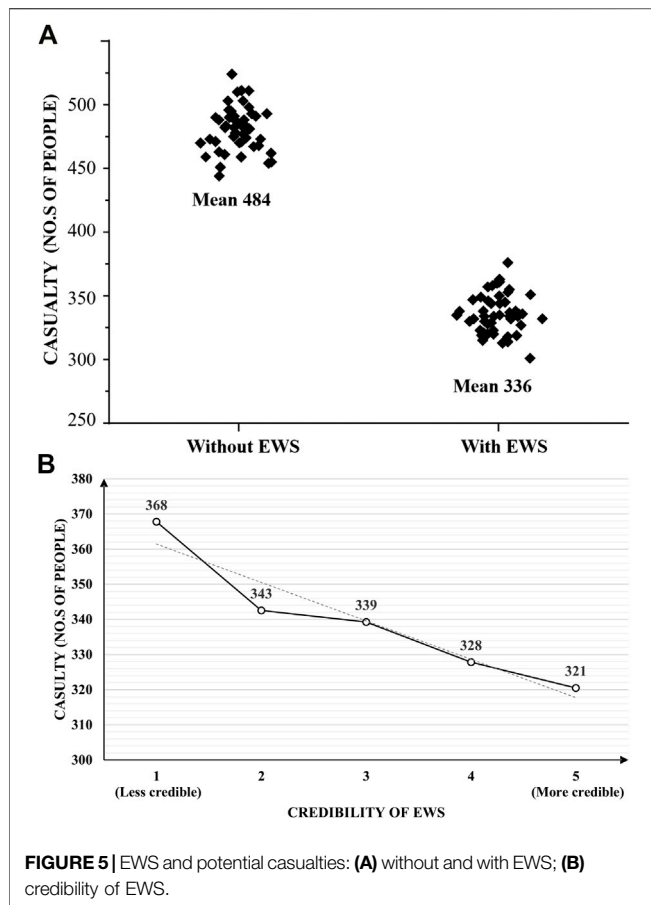 A
CASUALTY (NO.S OF PEOPLE)
500
450
400
350
300
250
Mean 484
Mean 336
Without EWS
With EWS
B
CASULTY (NO.S OF PEOPLE)
380
370
360
350
340
330
320
310
300
368
343
339
328
321
1
2
3
4
5
(Less credible)
(More credible)
CREDIBILITY OF EWS
FIGURE 5 | EWS and potential casualties: (A) without and with EWS; (B)
credibility of EWS.